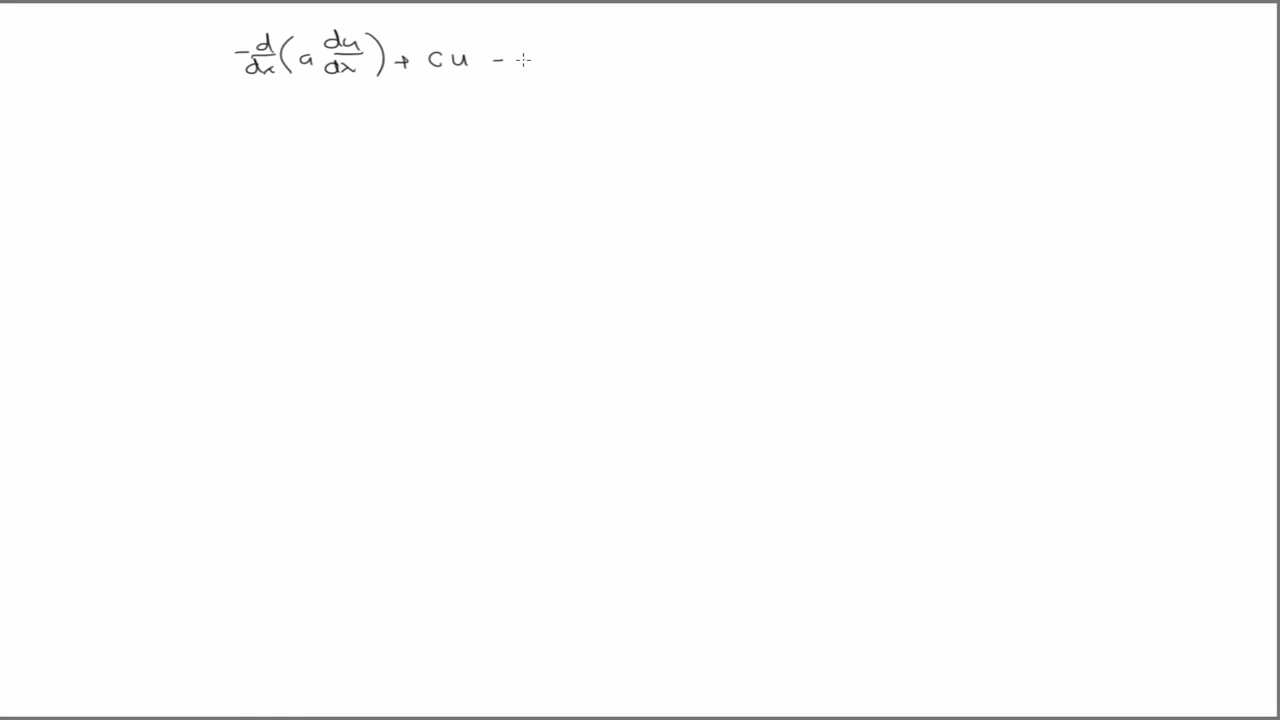 -d/dx(a du/dx) + cu -